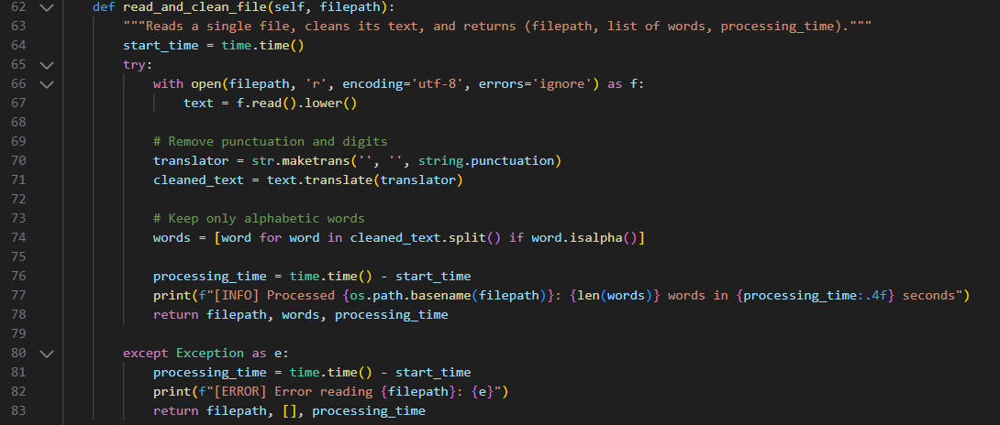 62 def read_and_clean_file(self, filepath):
63 """Reads a single file, cleans its text, and returns (filepath, list of words, processing_time)."""
64 start_time = time.time()
65 try:
66 with open(filepath, 'r', encoding='utf-8', errors='ignore') as f:
67 text = f.read().lower()
68
69 # Remove punctuation and digits
70 translator = str.maketrans('', '', string.punctuation)
71 cleaned_text = text.translate(translator)
72
73 # Keep only alphabetic words
74 words = [word for word in cleaned_text.split() if word.isalpha()]
75
76 processing_time = time.time() - start_time
77 print(f"[INFO] Processed {os.path.basename(filepath)}: {len(words)} words in {processing_time:.4f} seconds")
78 return filepath, words, processing_time
79
80 except Exception as e:
81 processing_time = time.time() - start_time
82 print(f"[ERROR] Error reading {filepath}: {e}")
83 return filepath, [], processing_time